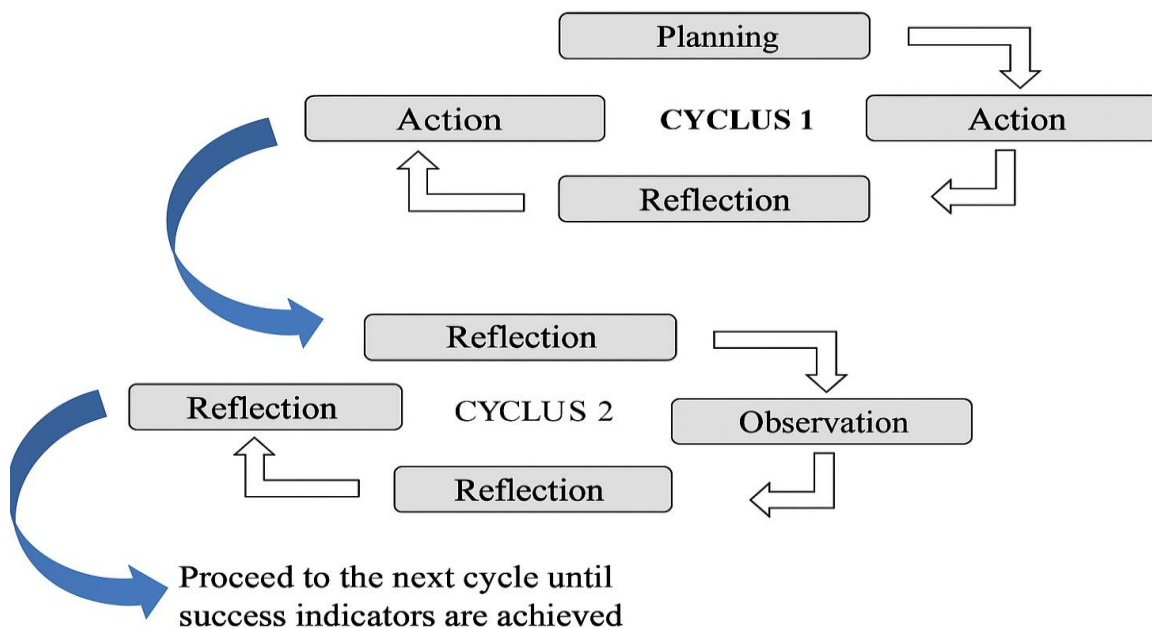 Planning
Action
CYCLUS 1
Action
Reflection
Reflection
Reflection
CYCLUS 2
Observation
Reflection
Proceed to the next cycle until
success indicators are achieved